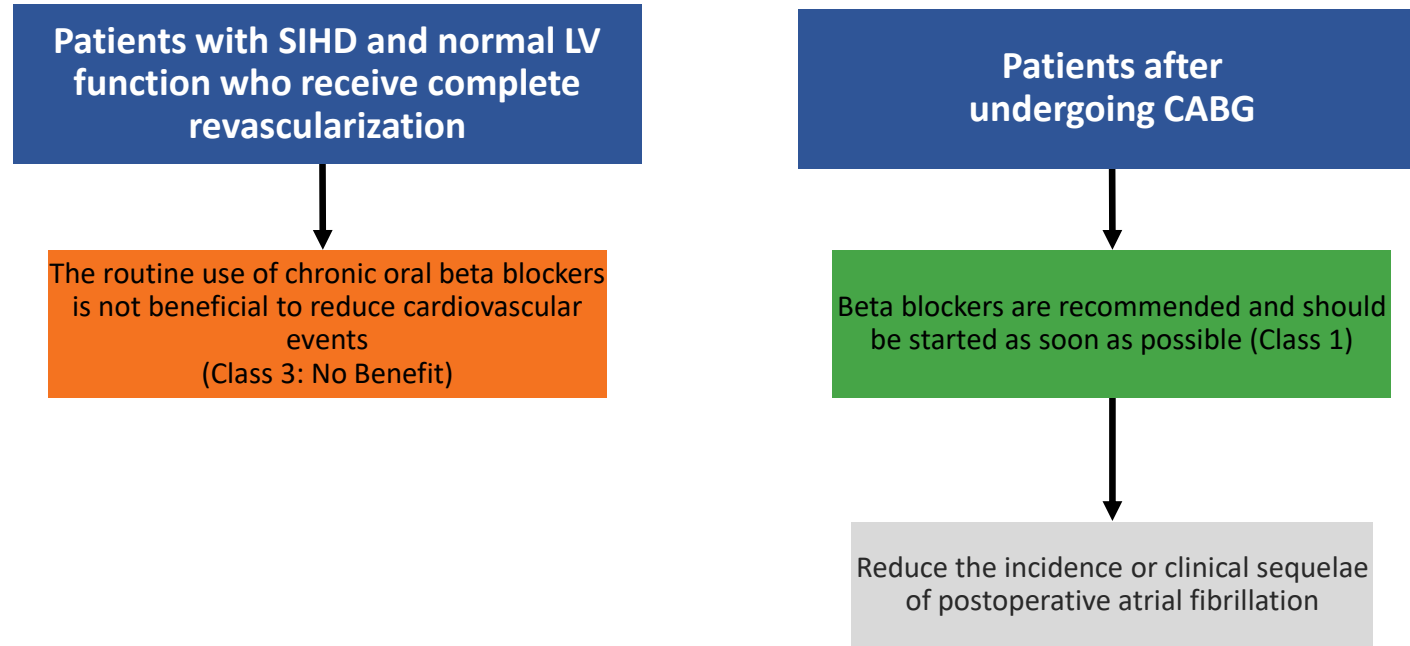 Patients with SIHD and normal LV
function who receive complete
revascularization
The routine use of chronic oral beta blockers
is not beneficial to reduce cardiovascular
events
(Class 3: No Benefit)
Patients after
undergoing CABG
Beta blockers are recommended and should
be started as soon as possible (Class 1)
Reduce the incidence or clinical sequelae
of postoperative atrial fibrillation